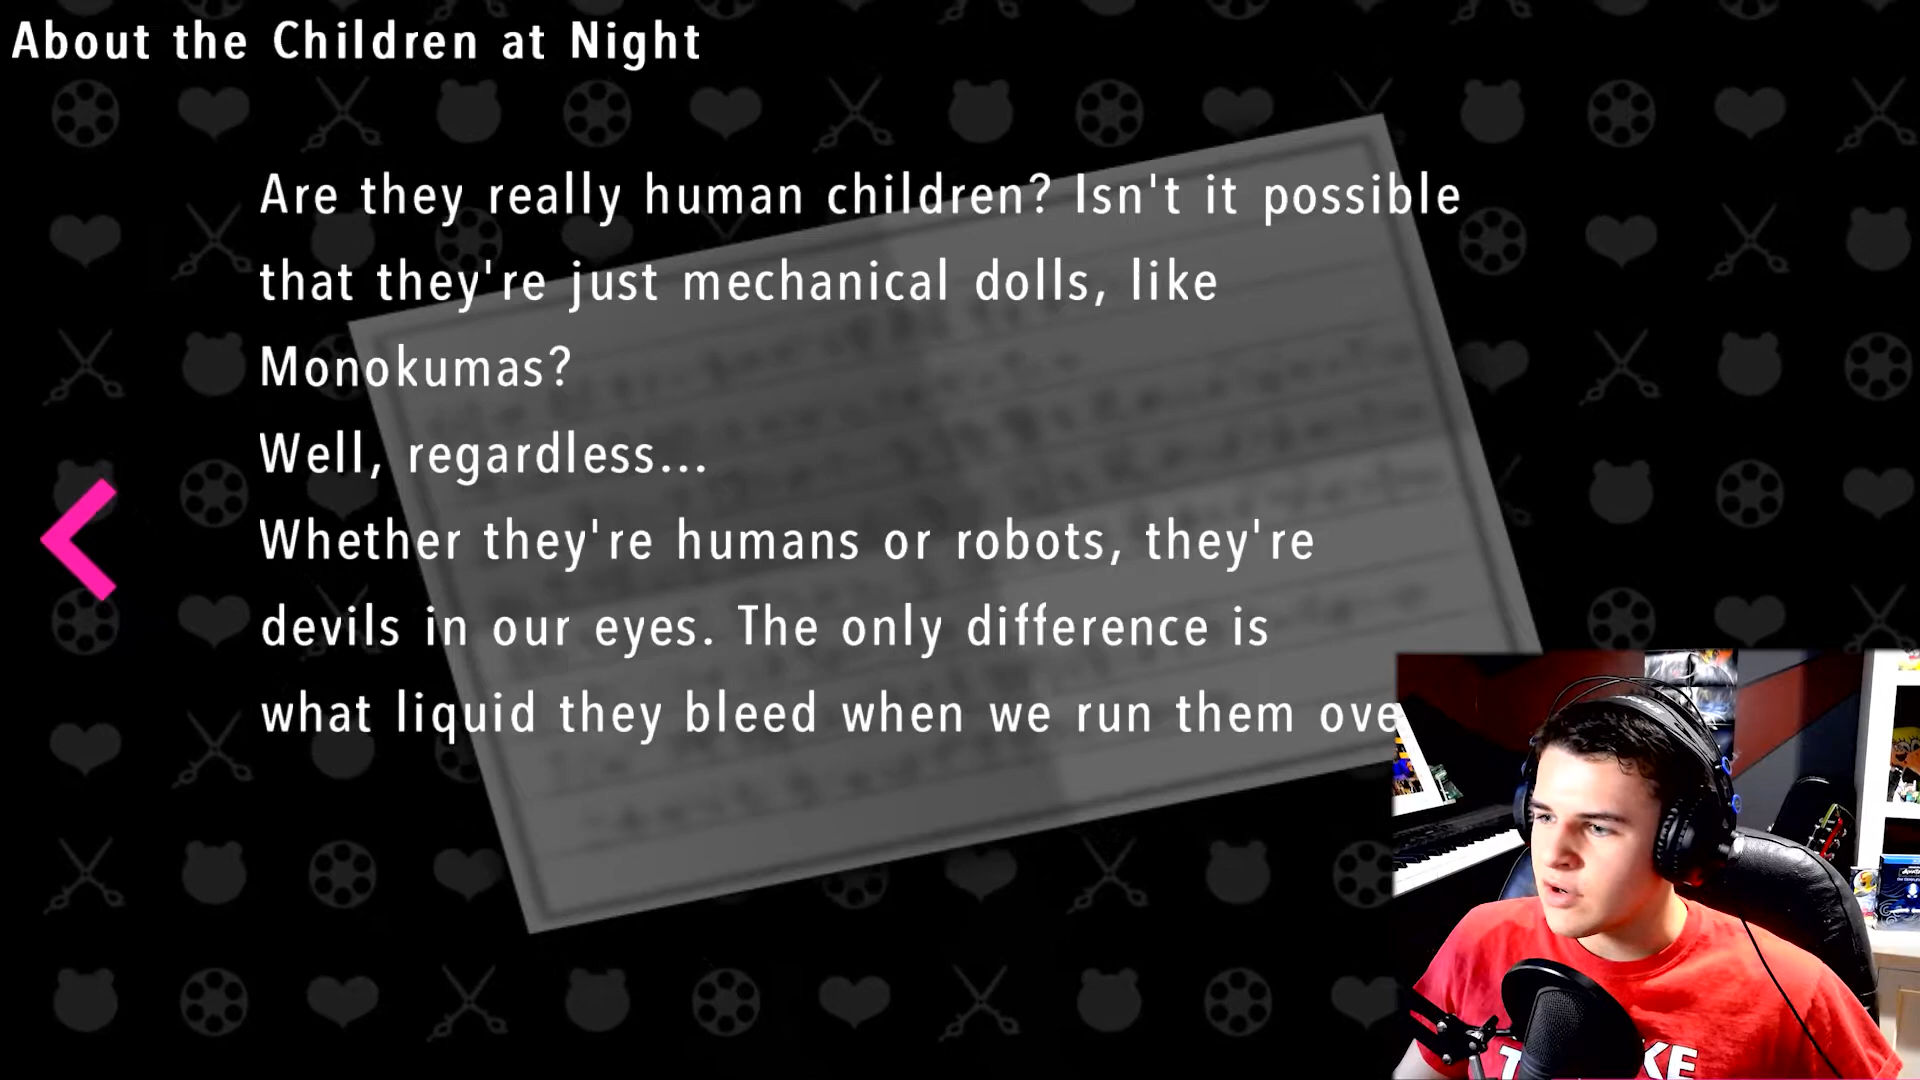 About the Children at Night
Are they really human children? Isn't it possible
that they're just mechanical dolls, like
Monokumas?
Well, regardless...
Whether they're humans or robots, they're
devils in our eyes. The only difference is
what liquid they bleed when we run them ove